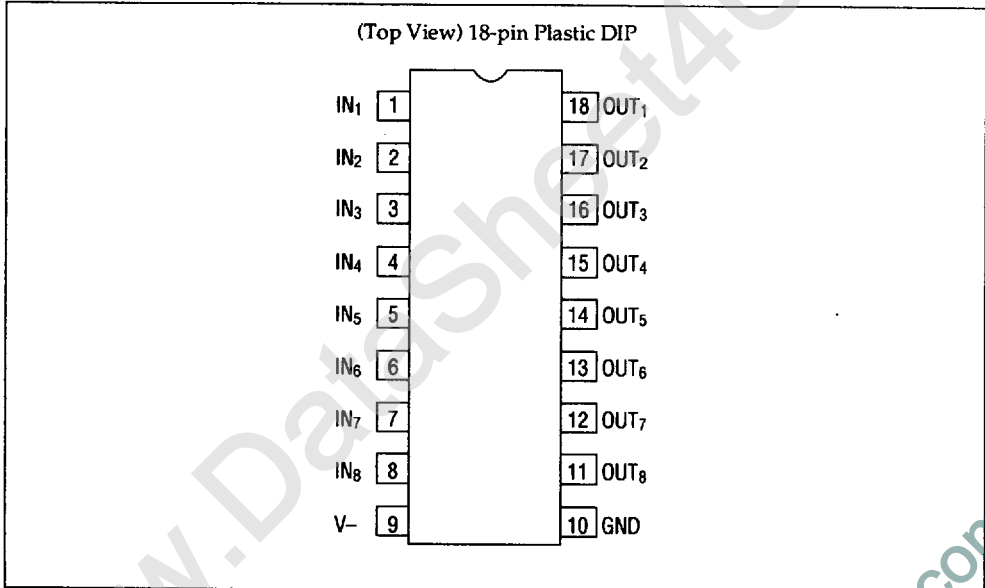 (Top View) 18-pin Plastic DIP
IN₁ 1 18 OUT₁
IN₂ 2 17 OUT₂
IN₃ 3 16 OUT₃
IN₄ 4 15 OUT₄
IN₅ 5 14 OUT₅
IN₆ 6 13 OUT₆
IN₇ 7 12 OUT₇
IN₈ 8 11 OUT₈
V– 9 10 GND
w.DataSheet4U
.com